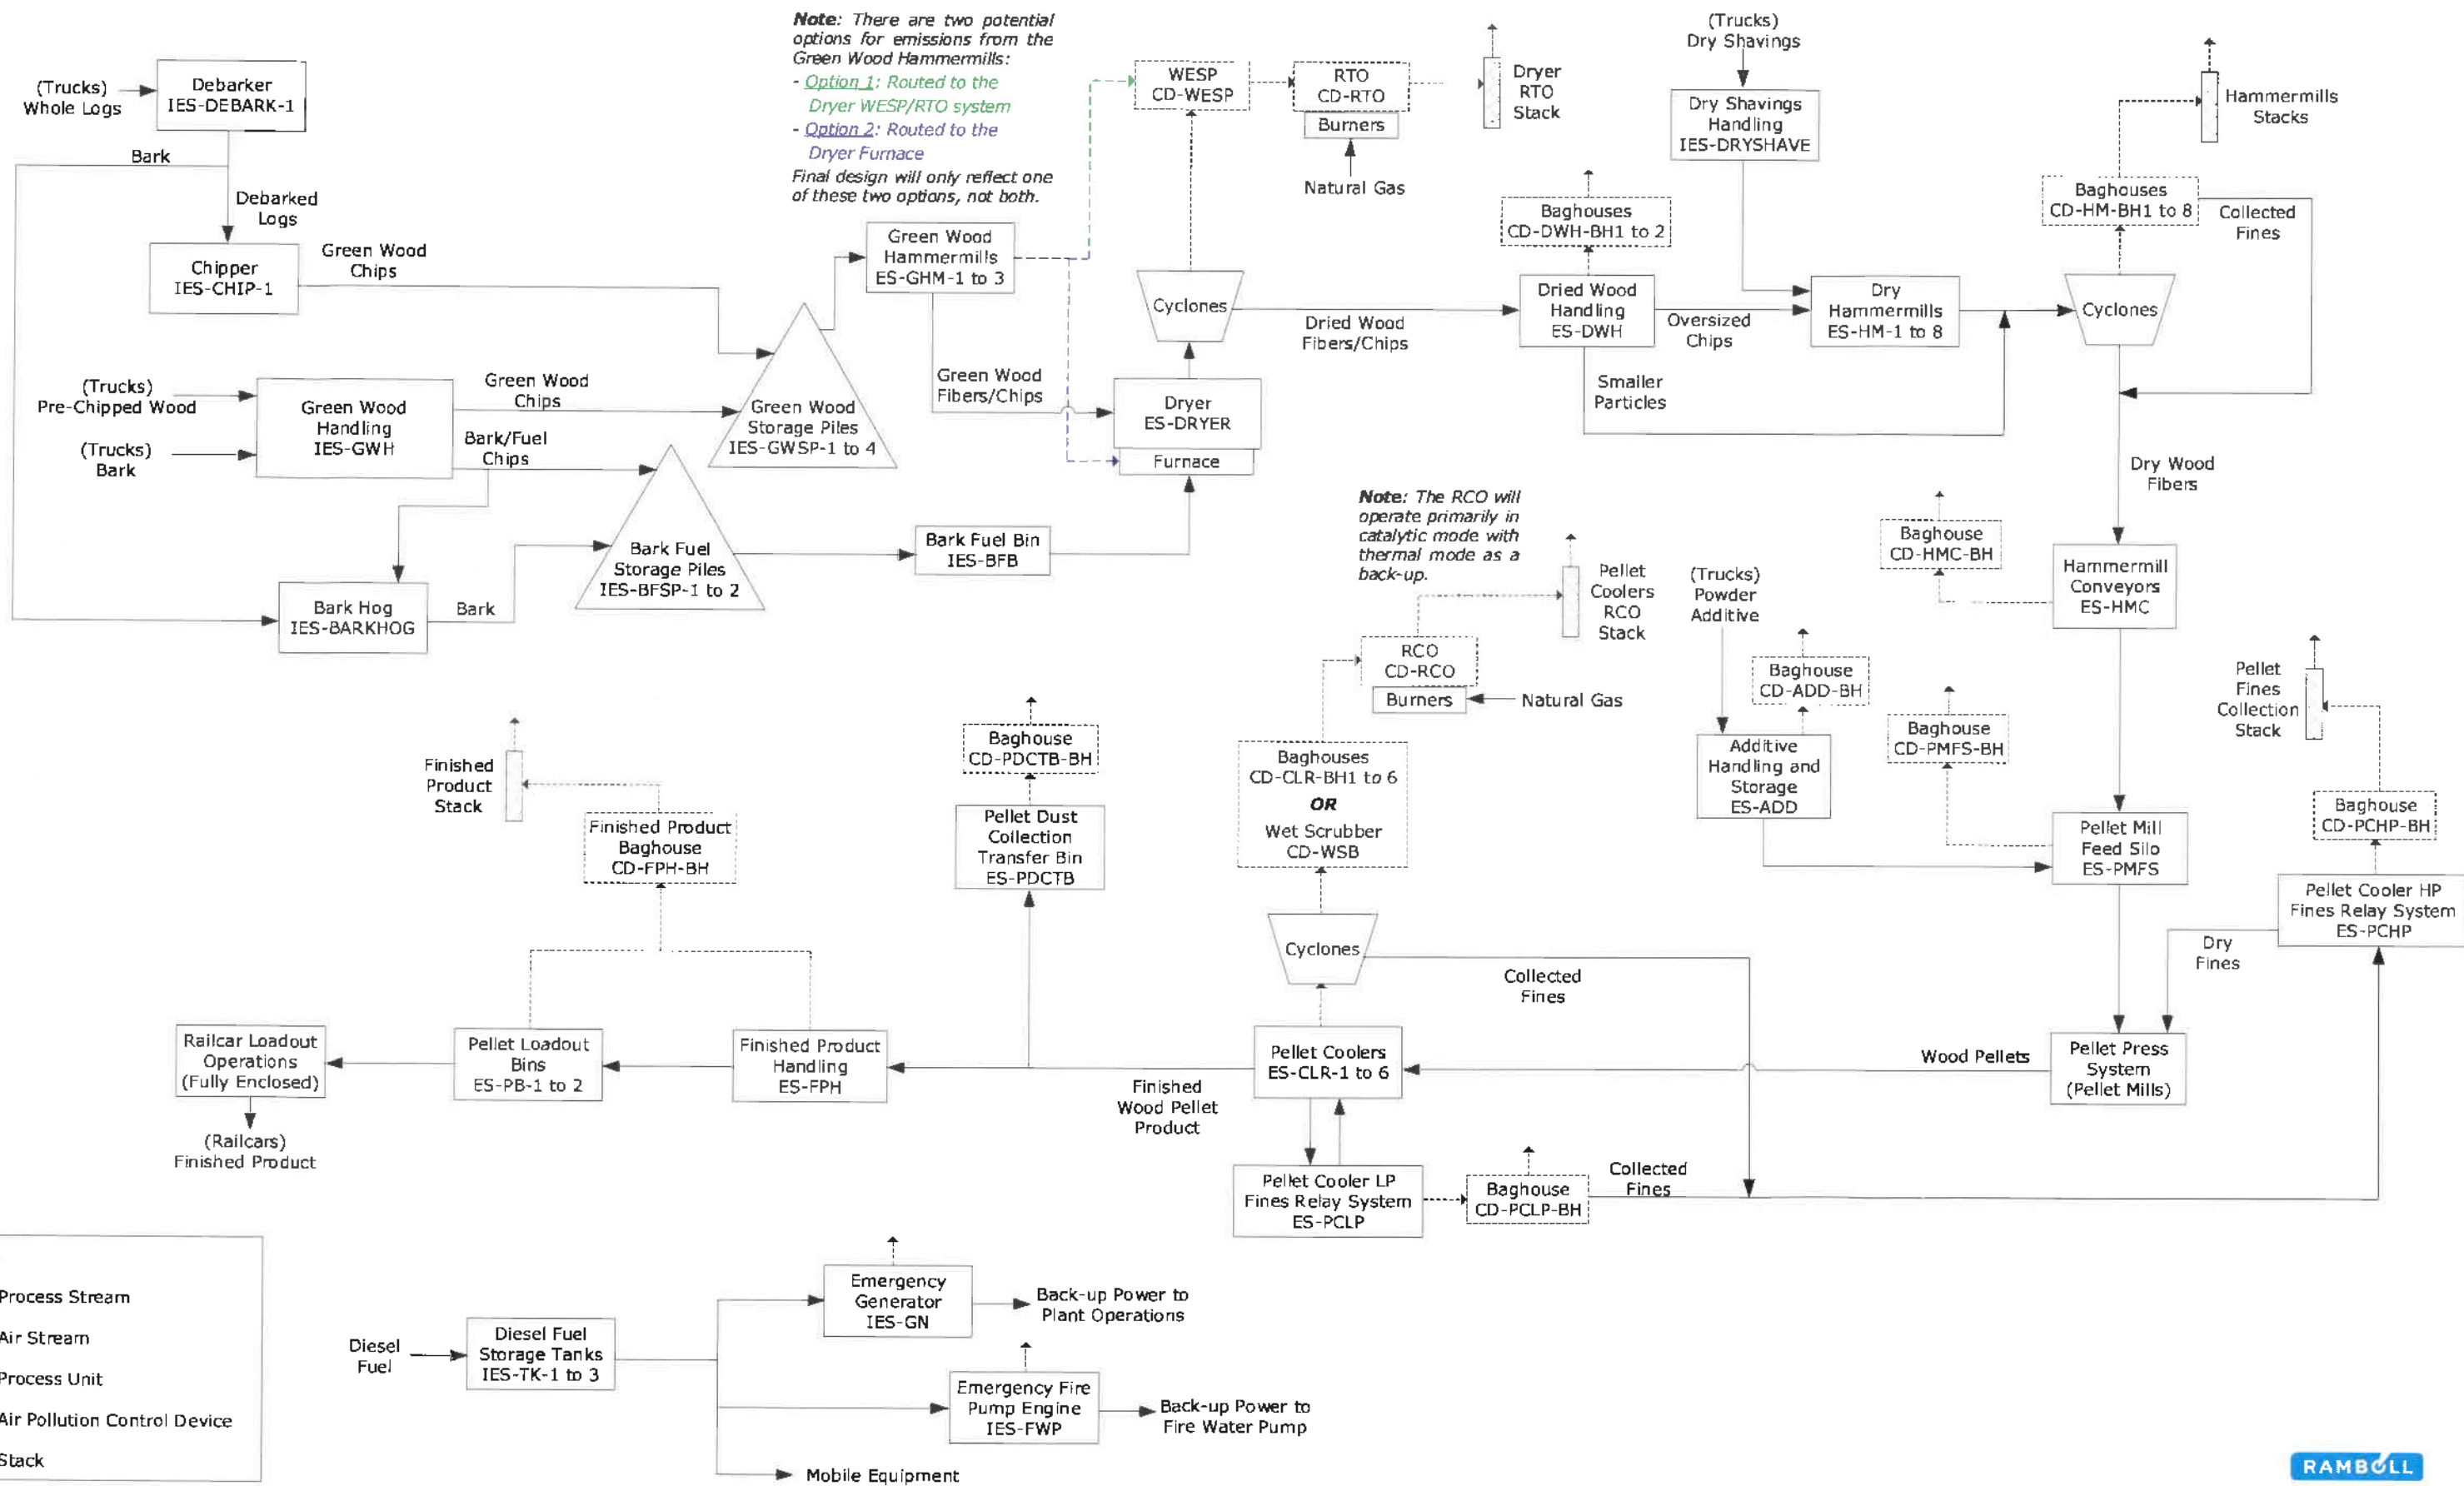 Note: There are two potential
options for emissions from the
Green Wood Hammermills:
- Option 1: Routed to the
Dryer WESP/RTO system
- Option 2: Routed to the
Dryer Furnace
Final design will only reflect one
of these two options, not both.
(Trucks)
Whole Logs
Debarker
IES-DEBARK-1
Bark
Debarked
Logs
Chipper
IES-CHIP-1
Green Wood
Chips
(Trucks)
Pre-Chipped Wood
(Trucks)
Bark
Green Wood
Handling
IES-GWH
Green Wood
Chips
Bark/Fuel
Chips
Green Wood
Storage Piles
IES-GWSP-1 to 4
Bark Hog
IES-BARKHOG
Bark
Bark Fuel
Storage Piles
IES-BFSP-1 to 2
Bark Fuel Bin
IES-BFB
Green Wood
Hammermills
ES-GHM-1 to 3
Green Wood
Fibers/Chips
Dryer
ES-DRYER
Furnace
Cyclones
WESP
CD-WESP
RTO
CD-RTO
Burners
Natural Gas
Dryer
RTO
Stack
Dried Wood
Fibers/Chips
Baghouses
CD-DWH-BH1 to 2
Dried Wood
Handling
ES-DWH
Oversized
Chips
Smaller
Particles
(Trucks)
Dry Shavings
Dry Shavings
Handling
IES-DRYSHAVE
Dry
Hammermills
ES-HM-1 to 8
Cyclones
Baghouses
CD-HM-BH1 to 8
Hammermills
Stacks
Collected
Fines
Dry Wood
Fibers
Baghouse
CD-HMC-BH
Hammermill
Conveyors
ES-HMC
Note: The RCO will
operate primarily in
catalytic mode with
thermal mode as a
back-up.
Pellet
Coolers
RCO
Stack
RCO
CD-RCO
Burners
Natural Gas
(Trucks)
Powder
Additive
Baghouse
CD-ADD-BH
Additive
Handling and
Storage
ES-ADD
Baghouse
CD-PMFS-BH
Pellet Mill
Feed Silo
ES-PMFS
Pellet
Fines
Collection
Stack
Baghouse
CD-PCHP-BH
Pellet Cooler HP
Fines Relay System
ES-PCHP
Dry
Fines
Pellet Press
System
(Pellet Mills)
Wood Pellets
Baghouses
CD-CLR-BH1 to 6
OR
Wet Scrubber
CD-WSB
Cyclones
Collected
Fines
Pellet Coolers
ES-CLR-1 to 6
Pellet Cooler LP
Fines Relay System
ES-PCLP
Baghouse
CD-PCLP-BH
Collected
Fines
Finished
Wood Pellet
Product
Baghouse
CD-PDCTB-BH
Pellet Dust
Collection
Transfer Bin
ES-PDCTB
Finished
Product
Stack
Finished Product
Baghouse
CD-FPH-BH
Finished Product
Handling
ES-FPH
Pellet Loadout
Bins
ES-PB-1 to 2
Railcar Loadout
Operations
(Fully Enclosed)
(Railcars)
Finished Product
Process Stream
Air Stream
Process Unit
Air Pollution Control Device
Stack
Diesel
Fuel
Diesel Fuel
Storage Tanks
IES-TK-1 to 3
Emergency
Generator
IES-GN
Back-up Power to
Plant Operations
Emergency Fire
Pump Engine
IES-FWP
Back-up Power to
Fire Water Pump
Mobile Equipment
RAMBOLL